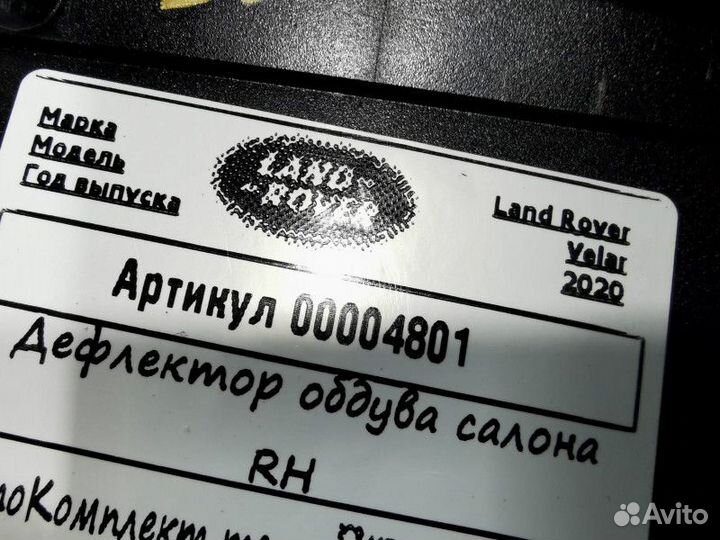 Марка
Модель
Год выпуска
LAND
ROVER
Land Rover
Velar
2020
Артикул 00004801
Дефлектор обдува салона
RH
Avito